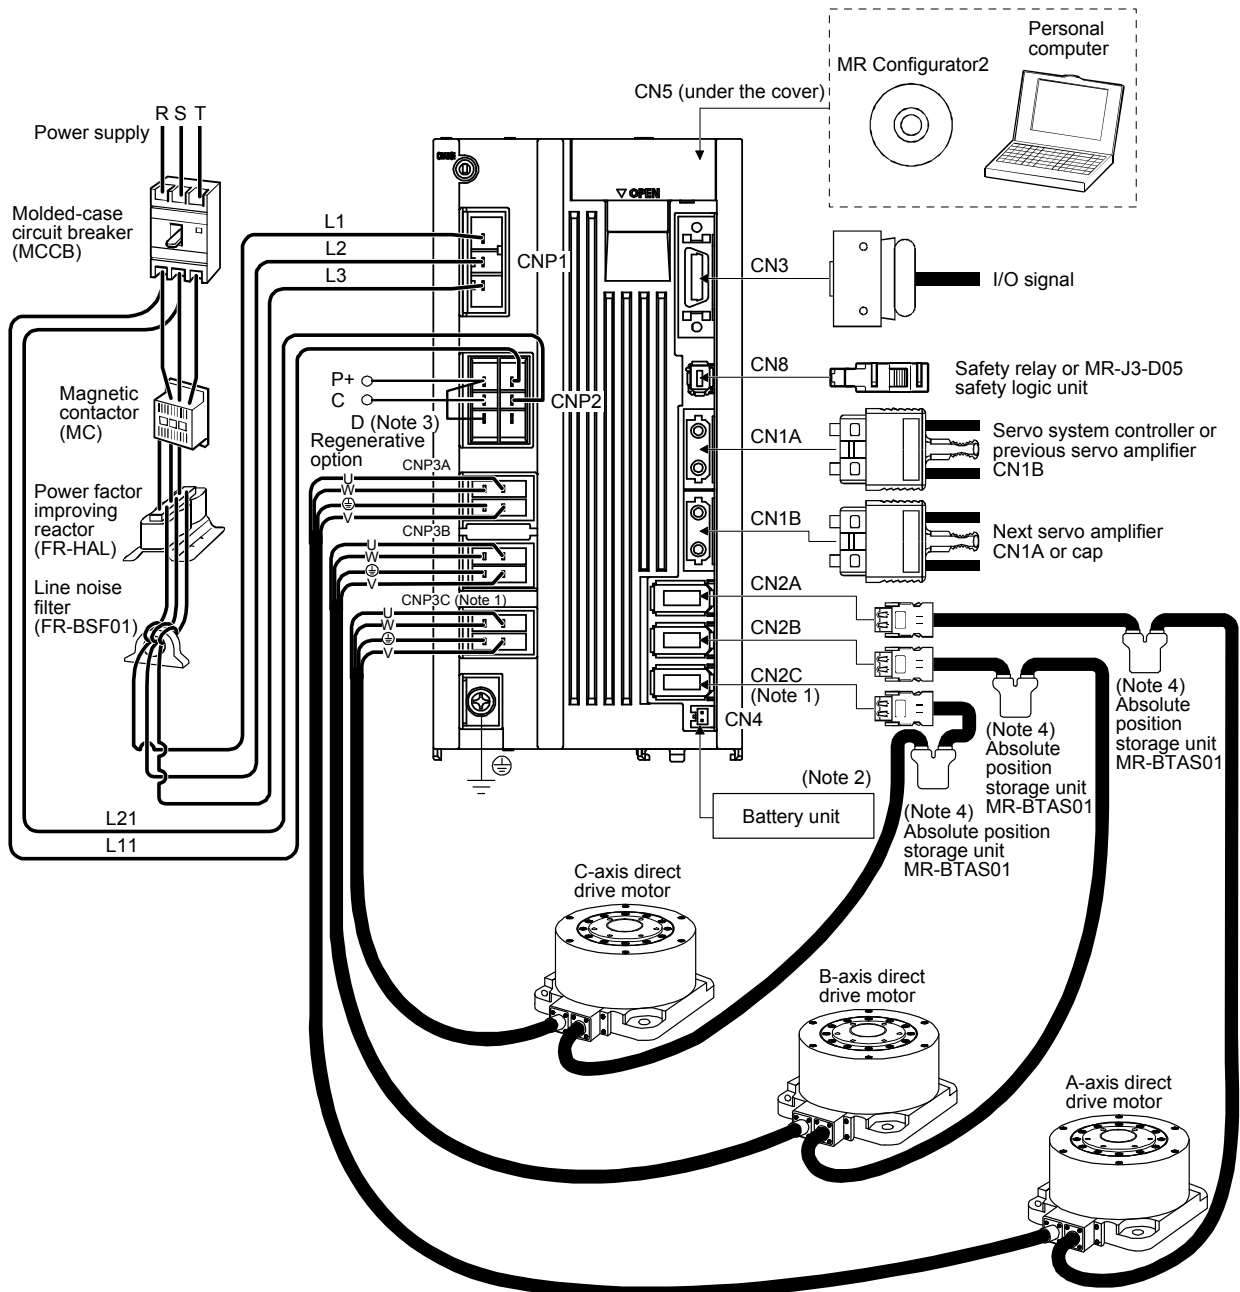 Personal
computer
MR Configurator2
CN5 (under the cover)
R S T
Power supply
CHARGE
OPEN
Molded-case
circuit breaker
(MCCB)
L1
L2
L3
CNP1
CN3
I/O signal
CN8
Safety relay or MR-J3-D05
safety logic unit
P+
C
D (Note 3)
Regenerative
option
CNP2
Magnetic
contactor
(MC)
CN1A
Servo system controller or
previous servo amplifier
CN1B
CNP3A
U
W
V
Power factor
improving
reactor
(FR-HAL)
CN1B
Next servo amplifier
CN1A or cap
CNP3B
U
W
V
Line noise
filter
(FR-BSF01)
CN2A
CNP3C (Note 1)
U
W
V
CN2B
CN2C
(Note 1)
CN4
(Note 4)
Absolute
position
storage unit
MR-BTAS01
(Note 4)
Absolute
position
storage unit
MR-BTAS01
(Note 2)
Battery unit
(Note 4)
Absolute position
storage unit
MR-BTAS01
L21
L11
C-axis direct
drive motor
B-axis direct
drive motor
A-axis direct
drive motor